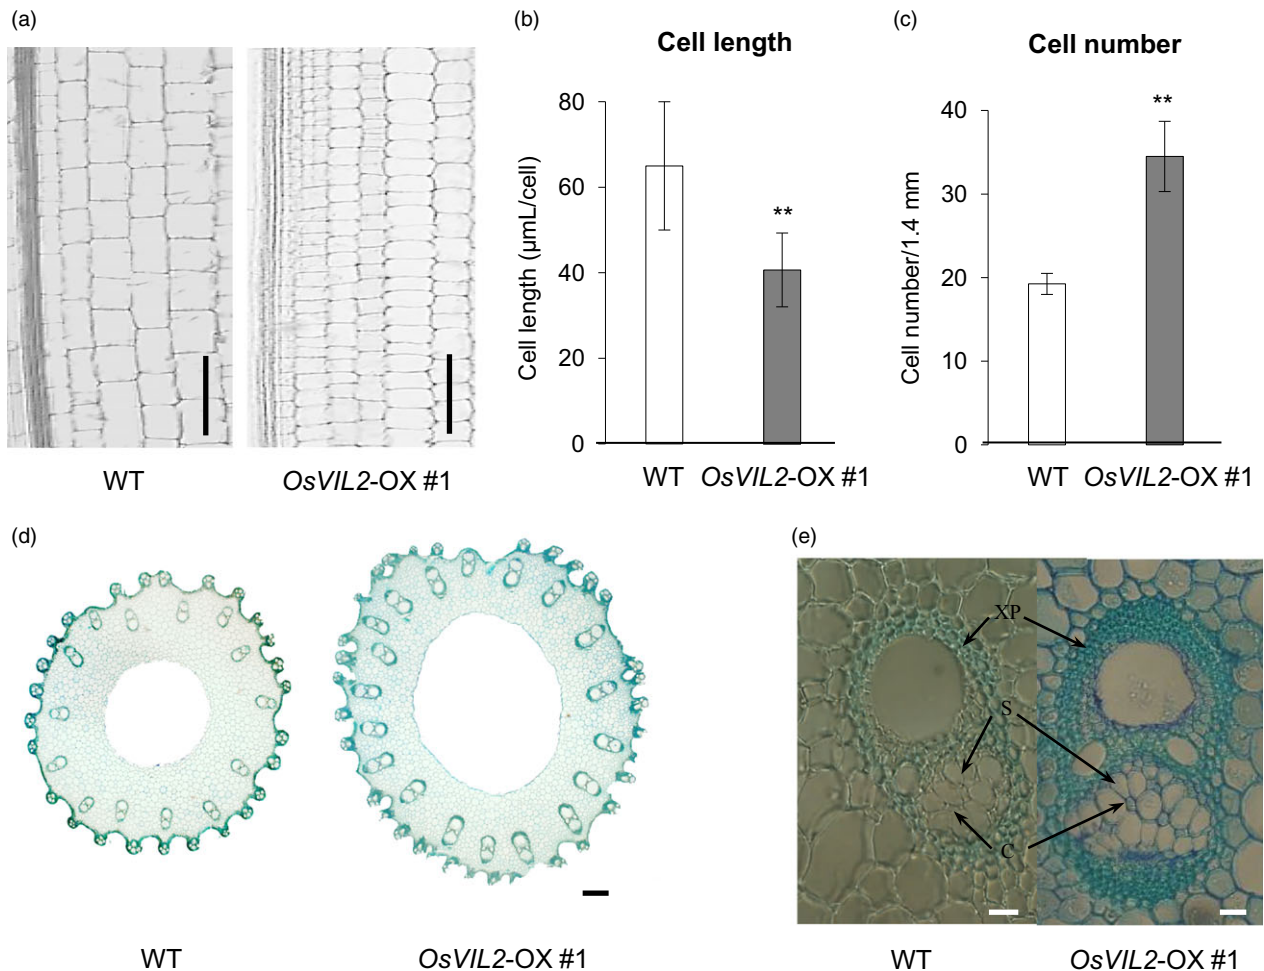 (a)
WT
OsVIL2-OX #1
(b)
Cell length
Cell length (μmL/cell)
80
60
40
20
0
**
WT
OsVIL2-OX #1
(c)
Cell number
Cell number/1.4 mm
40
30
20
10
0
**
WT
OsVIL2-OX #1
(d)
WT
OsVIL2-OX #1
(e)
XP
S
C
WT
OsVIL2-OX #1